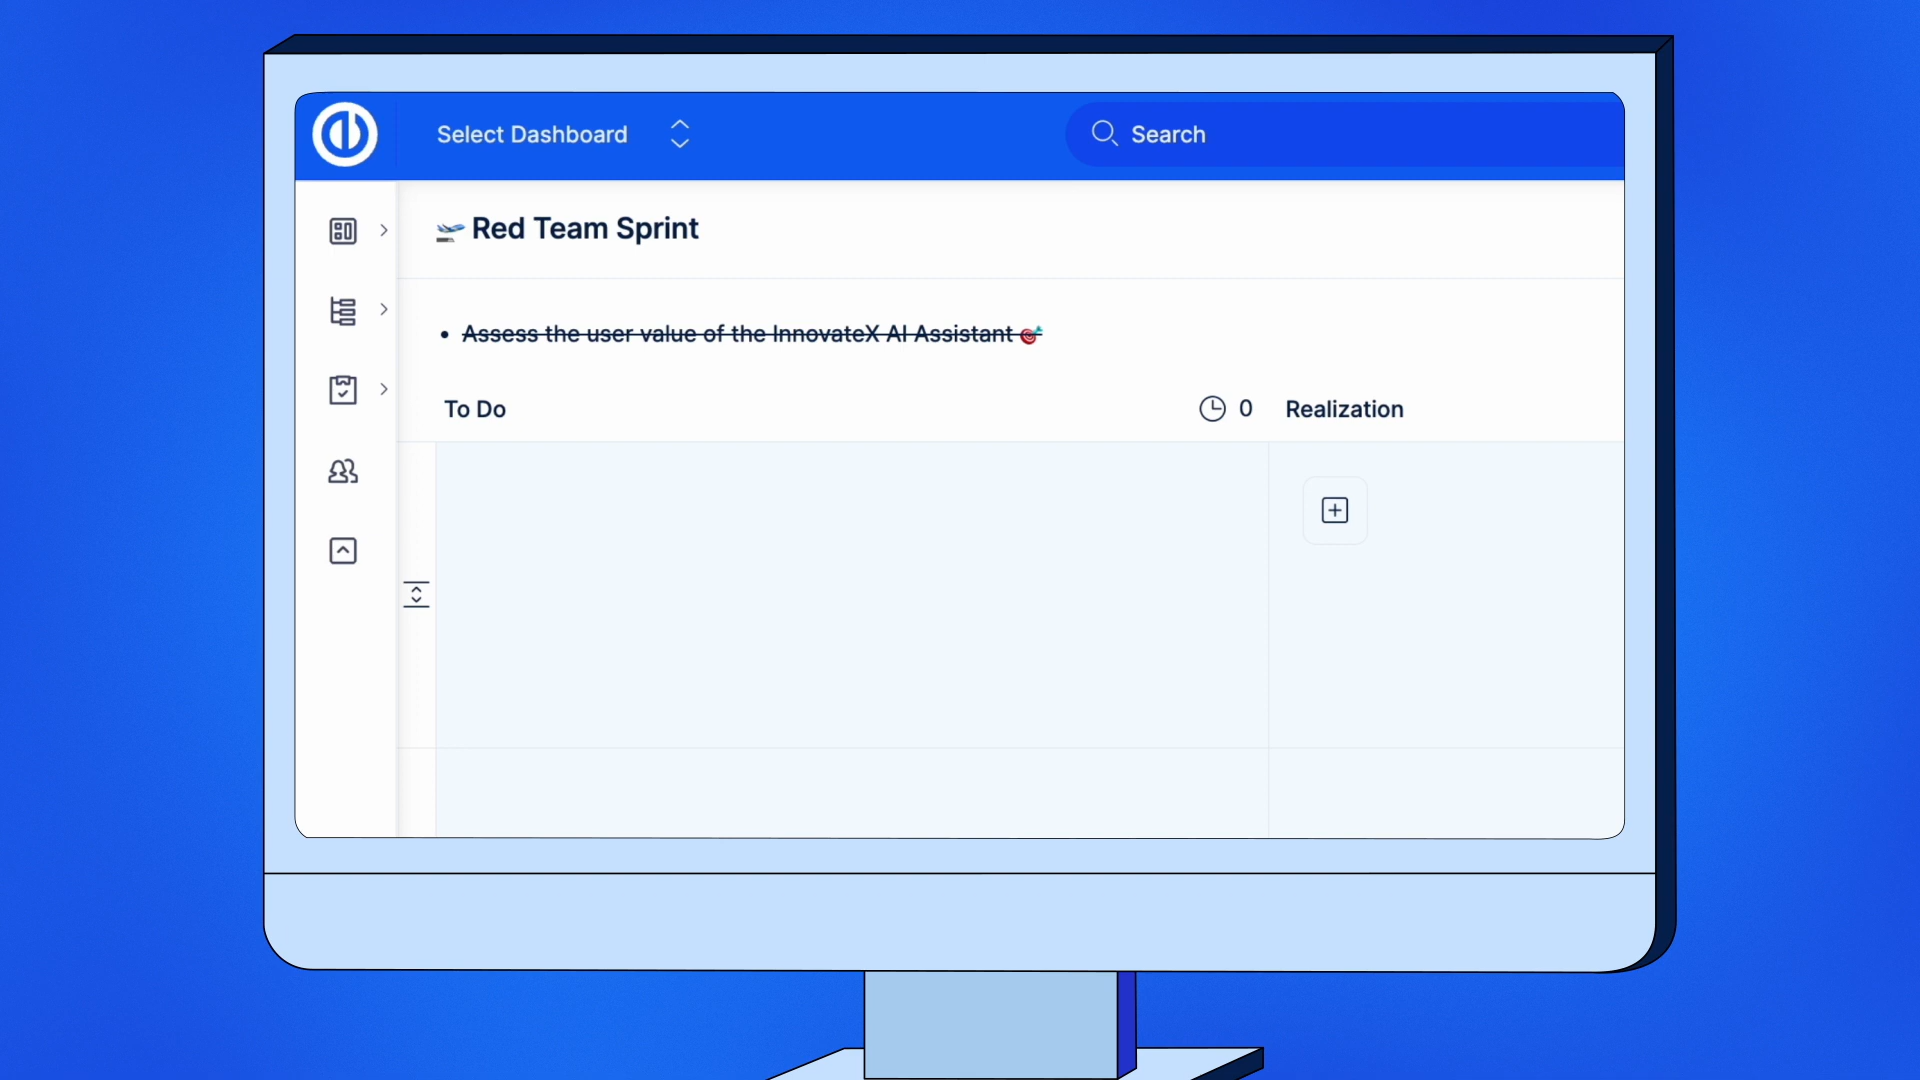 Select Dashboard
Search
Red Team Sprint
• Assess the user value of the InnovateX AI Assistant 🎯
To Do
0
Realization